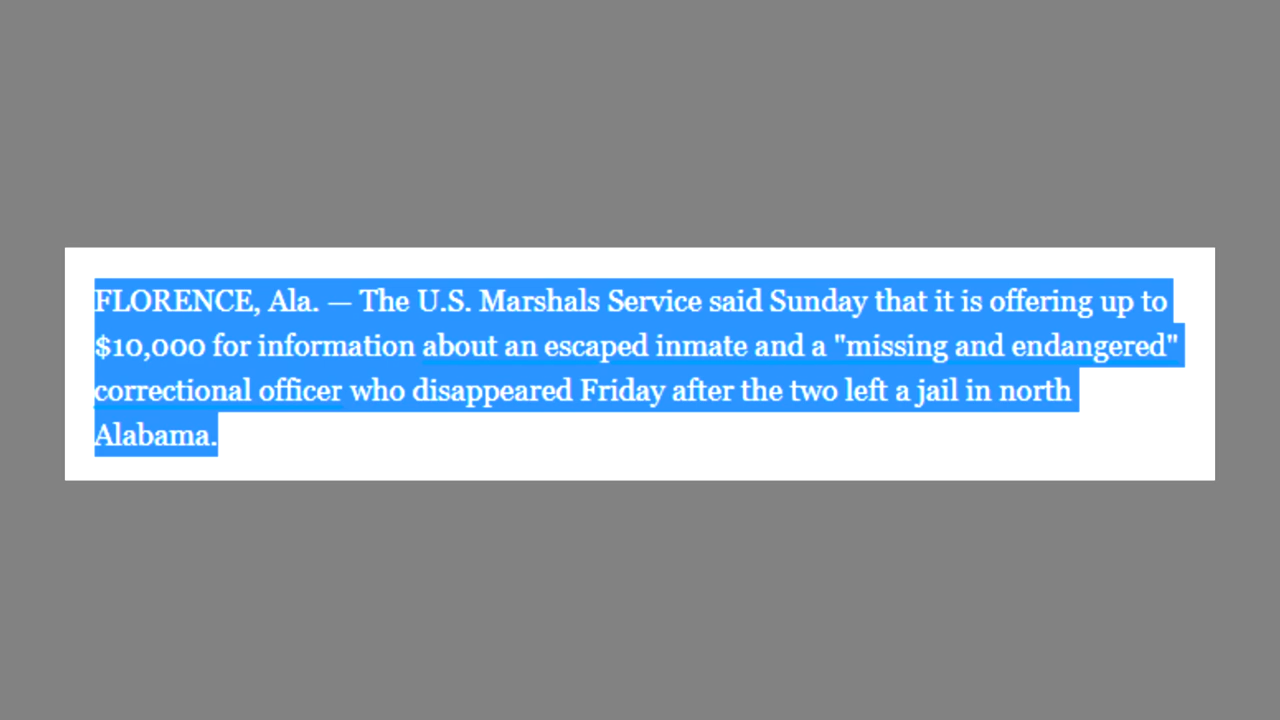 FLORENCE, Ala. — The U.S. Marshals Service said Sunday that it is offering up to
$10,000 for information about an escaped inmate and a "missing and endangered"
correctional officer who disappeared Friday after the two left a jail in north
Alabama.